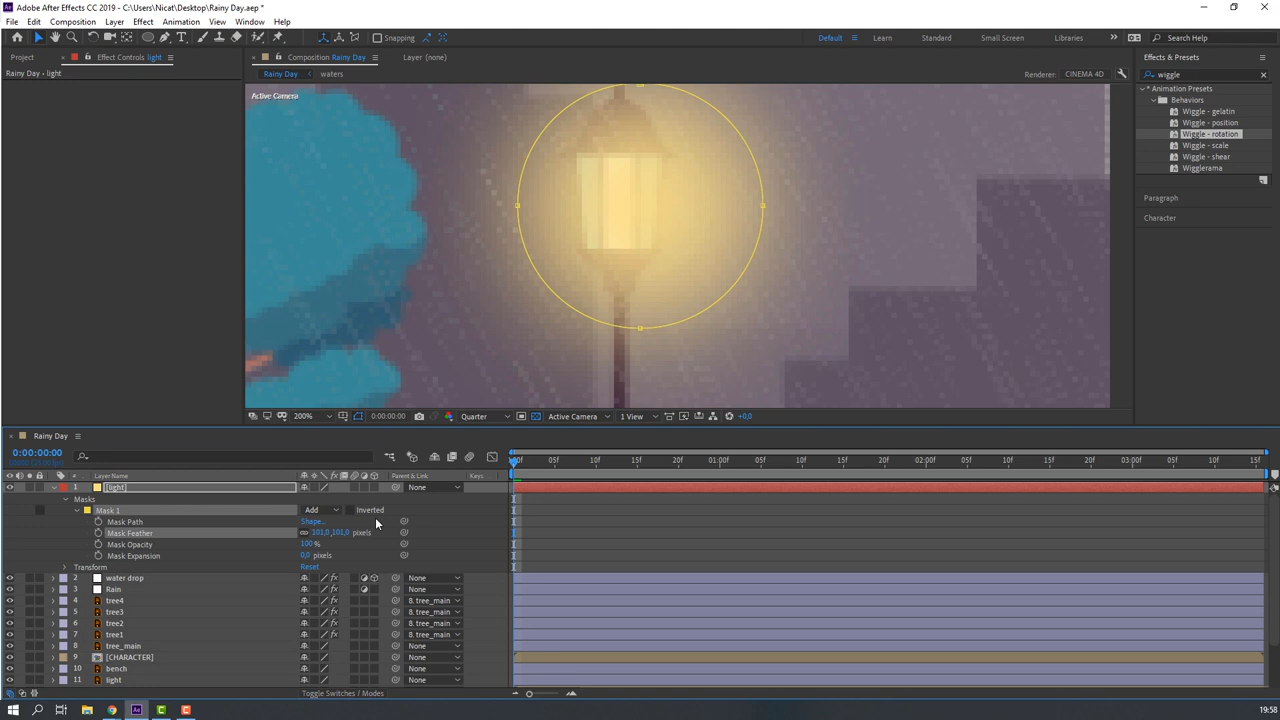 Adobe After Effects CC 2019 - C:\Users\Nicat\Desktop\Rainy Day.aep *
File Edit Composition Layer Effect Animation View Window Help
Snapping
Default Learn Standard Small Screen Libraries Search Help
Project Effect Controls light
Composition Rainy Day Layer (none)
Effects & Presets
Rainy Day • light
Rainy Day waters
Renderer: CINEMA 4D
wiggle
Active Camera
* Animation Presets
Behaviors
Wiggle - gelatin
Wiggle - position
Wiggle - rotation
Wiggle - scale
Wiggle - shear
Wigglerama
Paragraph
Character
200% 0:00:00:00 Quarter Active Camera 1 View +0,0
Rainy Day
0:00:00:00
05f 10f 15f 20f 01:00f 05f 10f 15f 20f 02:00f 05f 10f 15f 20f 03:00f 05f 10f 15f
# Layer Name Parent & Link Keys
1 [light] None
Masks
Mask 1 Add Inverted
Mask Path Shape...
Mask Feather 101,0,101,0 pixels
Mask Opacity 100 %
Mask Expansion 0,0 pixels
Transform Reset
2 water drop fx None
3 Rain None
4 tree4 fx 8. tree_main
5 tree3 fx 8. tree_main
6 tree2 fx 8. tree_main
7 tree1 fx 8. tree_main
8 tree_main None
9 [CHARACTER] None
10 bench None
11 light None
Toggle Switches / Modes
Ae
19:58